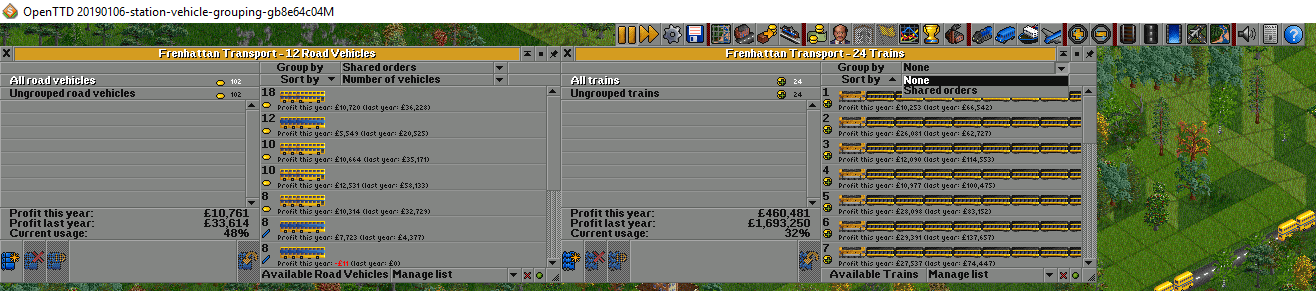 OpenTTD 20190106-station-vehicle-grouping-gb8e64c04M
Frenhattan Transport - 12 Road Vehicles
Group by Shared orders
All road vehicles 102
Sort by Number of vehicles
Ungrouped road vehicles 102
18
Profit this year: £10,720 (last year: £36,228)
12
Profit this year: £5,549 (last year: £20,525)
10
Profit this year: £10,664 (last year: £35,171)
10
Profit this year: £12,531 (last year: £58,133)
8
Profit this year: £10,314 (last year: £32,729)
8
Profit this year: £7,723 (last year: £4,377)
8
Profit this year: -£11 (last year: £0)
Profit this year: £10,761
Profit last year: £33,614
Current usage: 48%
Available Road Vehicles Manage list
Frenhattan Transport - 24 Trains
Group by None
All trains 24
Sort by
None
Shared orders
Ungrouped trains 24
1
Profit this year: £10,253 (last year: £66,542)
2
Profit this year: £26,081 (last year: £62,727)
3
Profit this year: £12,090 (last year: £114,553)
4
Profit this year: £10,977 (last year: £100,475)
5
Profit this year: £28,098 (last year: £83,152)
6
Profit this year: £29,391 (last year: £137,657)
7
Profit this year: £27,537 (last year: £74,447)
Profit this year: £460,481
Profit last year: £1,693,250
Current usage: 32%
Available Trains Manage list